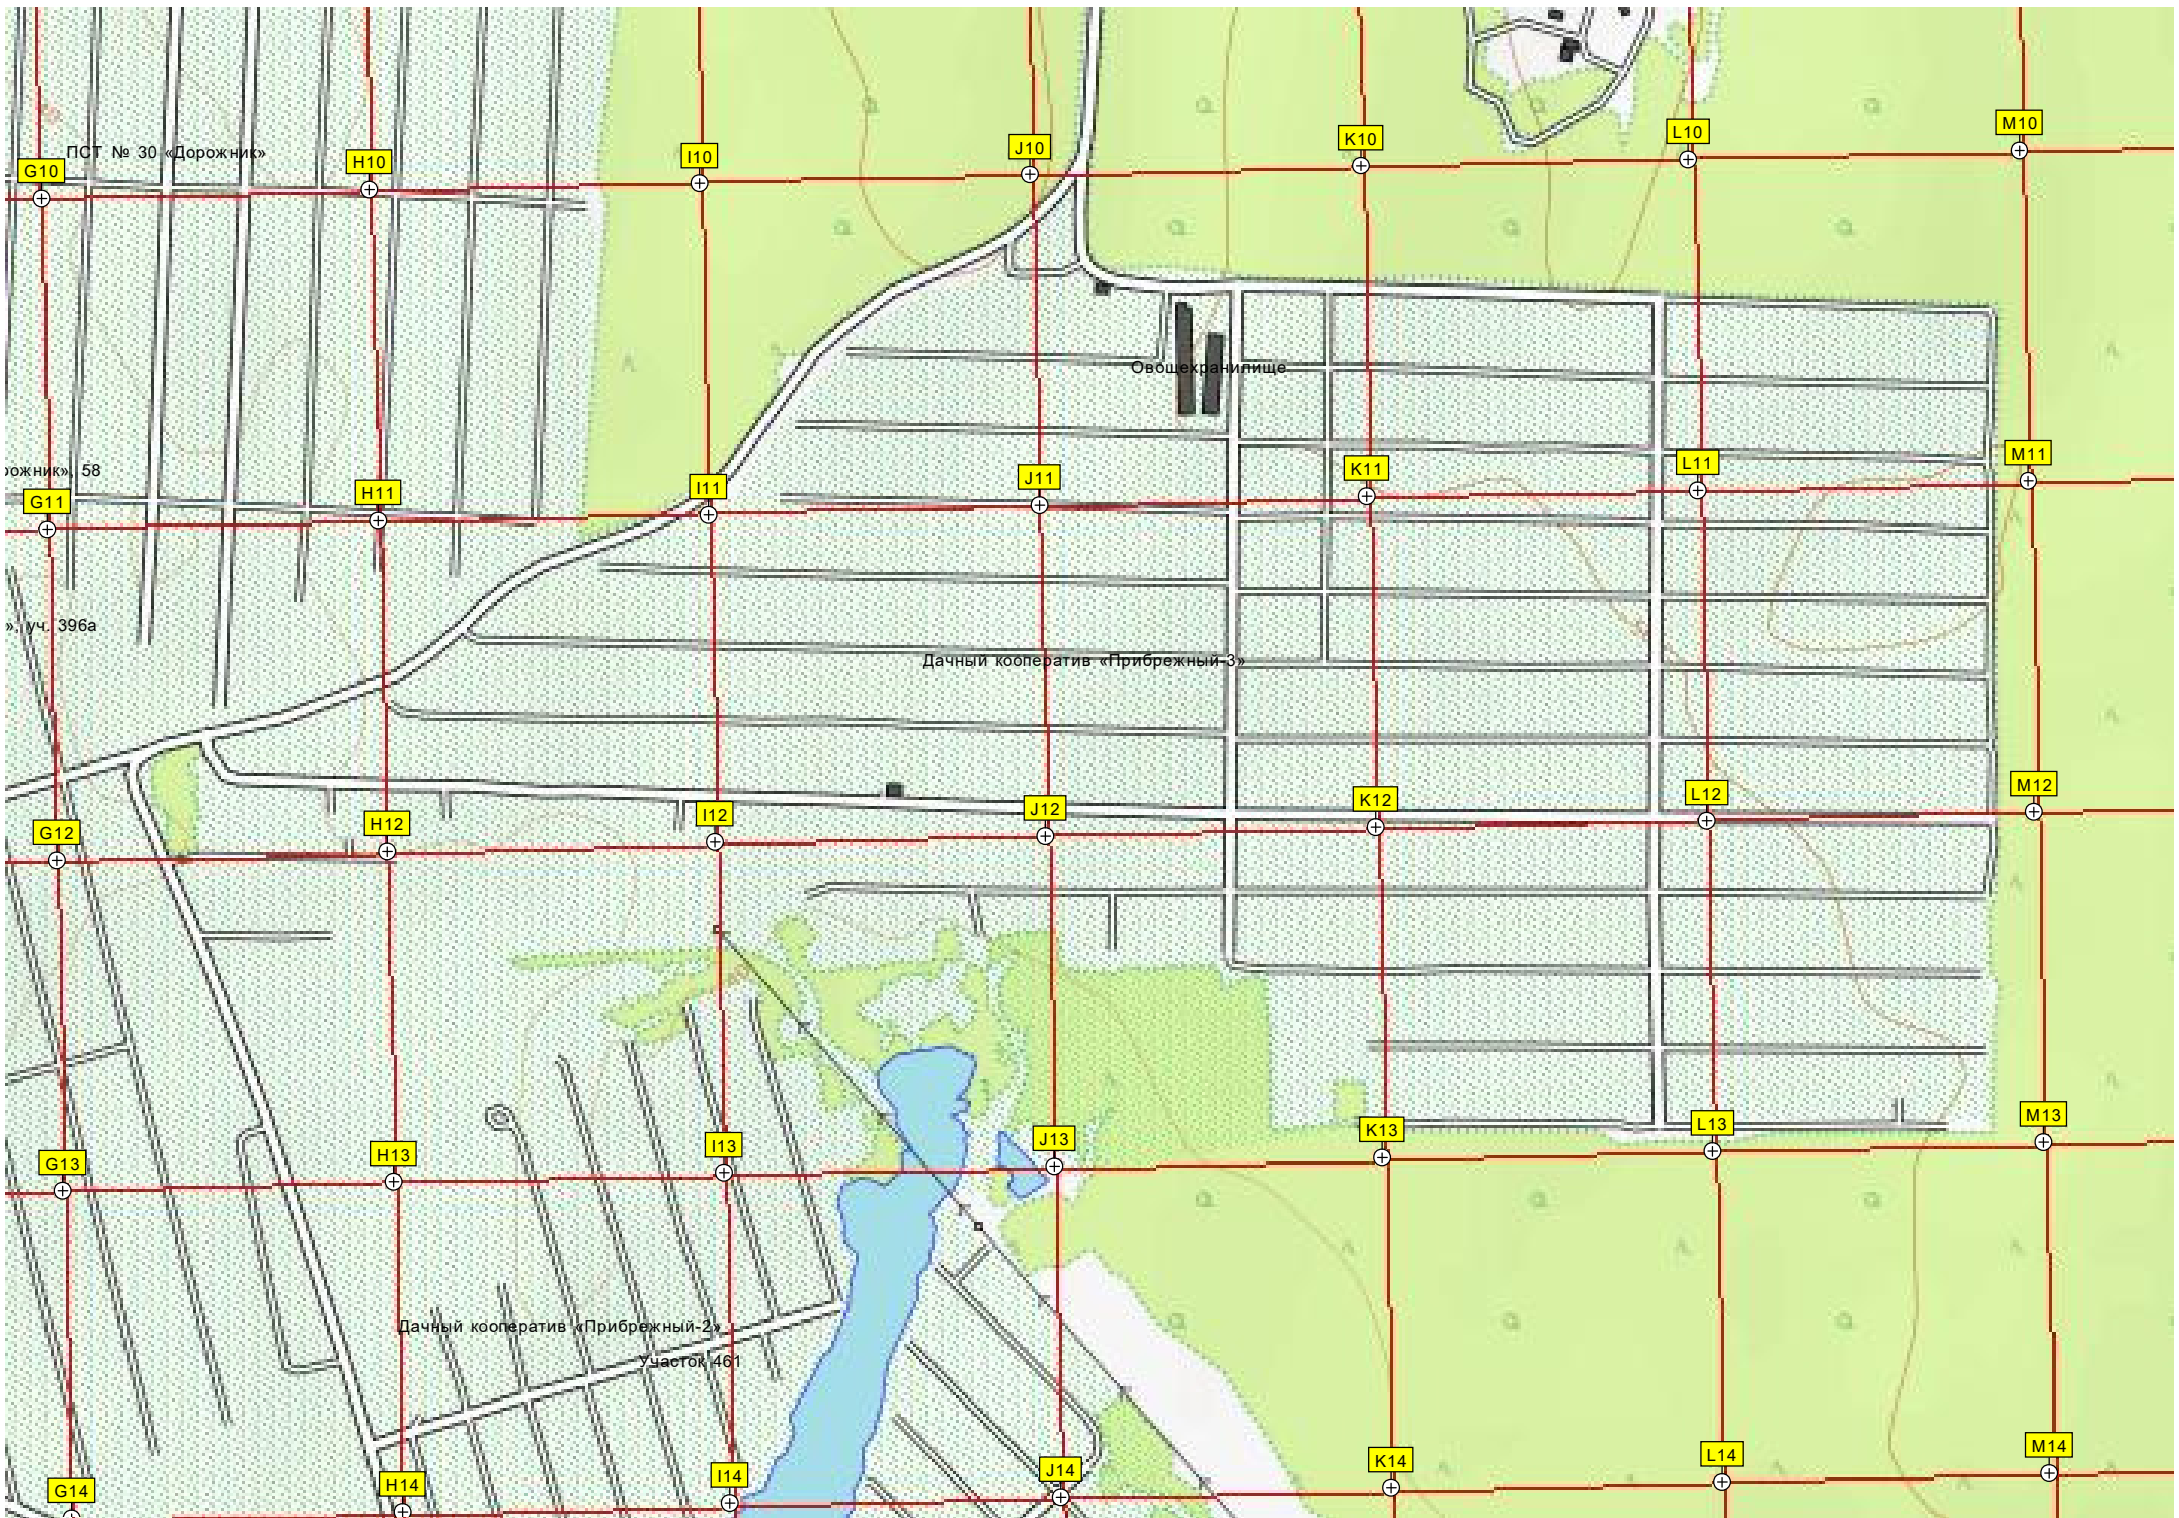 M10
L10
K10
J10
ПСТ № 30 «Дорожник»
I10
H10
G10
Овощехранилище
M11
L11
K11
рожник», 58
J11
I11
H11
G11
», уч. 396а
Дачный кооператив «Прибрежный-3»
M12
L12
K12
J12
I12
H12
G12
M13
L13
K13
J13
I13
H13
G13
Дачный кооператив «Прибрежный-2»
Участок 461
M14
L14
K14
J14
I14
H14
G14